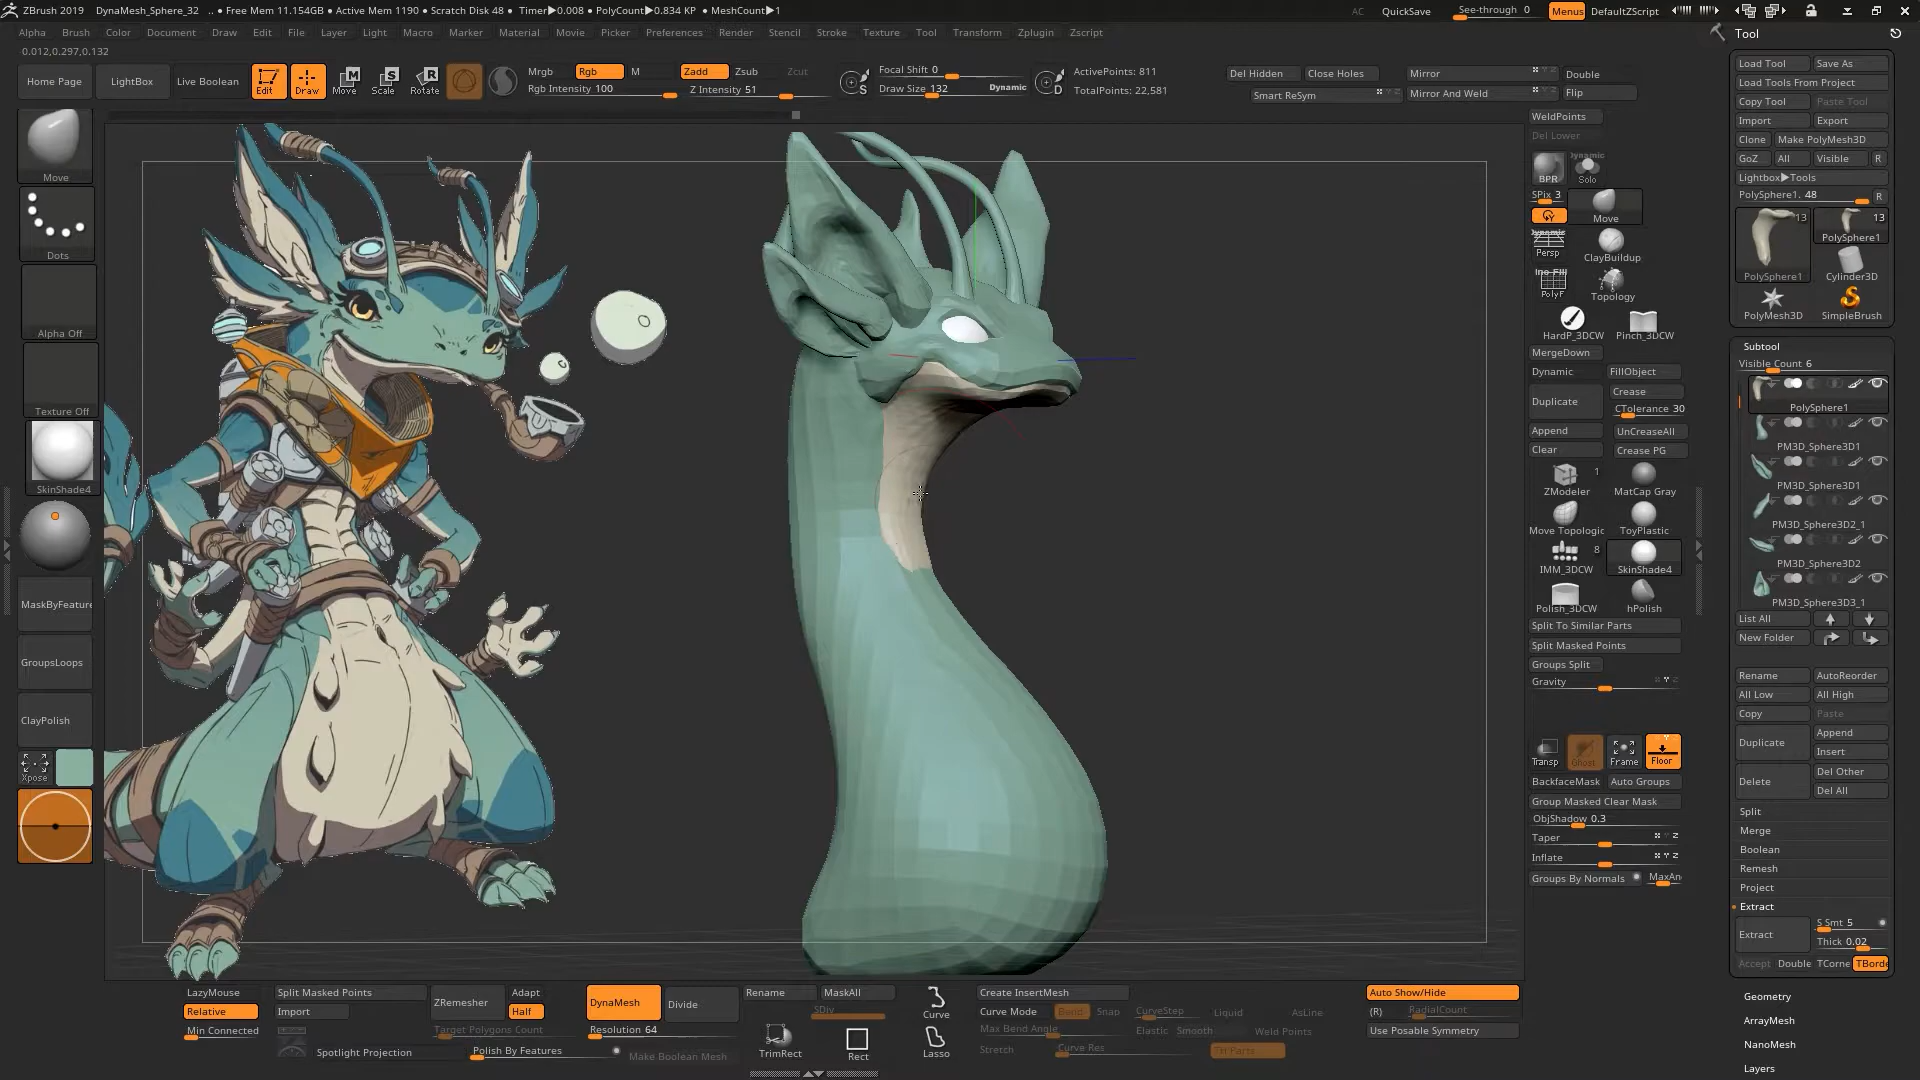 ZBrush 2019 DynaMesh_Sphere_32 .. • Free Mem 11.154GB • Active Mem 1190 • Scratch Disk 48 • Timer▶0.008 • PolyCount▶0.834 KP • MeshCount▶1 AC QuickSave See-through 0 Menus DefaultZScript
Alpha Brush Color Document Draw Edit File Layer Light Macro Marker Material Movie Picker Preferences Render Stencil Stroke Texture Tool Transform Zplugin Zscript
0.012,0.297,0.132
Home Page LightBox Live Boolean Edit Draw Move Scale Rotate
Mrgb Rgb M Zadd Zsub Zcut
Rgb Intensity 100 Z Intensity 51
Focal Shift 0
Draw Size 132 Dynamic
S D
ActivePoints: 811
TotalPoints: 22,581
Del Hidden Close Holes Mirror Double
Smart ReSym Mirror And Weld Flip
Move
Dots
Alpha Off
Texture Off
SkinShade4
MaskByFeature
GroupsLoops
ClayPolish
Xpose
WeldPoints
Del Lower
BPR Dynamic Solo
SPix 3
Move
Dynamic
Persp ClayBuildup
PolyF Topology
HardP_3DCW Pinch_3DCW
MergeDown
Dynamic FillObject
Duplicate Crease
CTolerance 30
Append UnCreaseAll
Clear Crease PG
1
ZModeler MatCap Gray
Move Topologic ToyPlastic
8
IMM_3DCW SkinShade4
Polish_3DCW hPolish
Split To Similar Parts
Split Masked Points
Groups Split
Gravity
Transp Ghost Frame Floor
BackfaceMask Auto Groups
Group Masked Clear Mask
ObjShadow 0.3
Taper
Inflate
Groups By Normals MaxAn
Tool
Load Tool Save As
Load Tools From Project
Copy Tool Paste Tool
Import Export
Clone Make PolyMesh3D
GoZ All Visible R
Lightbox▶Tools
PolySphere1. 48 R
13 13
PolySphere1
PolySphere1 Cylinder3D
PolyMesh3D SimpleBrush
Subtool
Visible Count 6
PolySphere1
PM3D_Sphere3D1
PM3D_Sphere3D1
PM3D_Sphere3D2_1
PM3D_Sphere3D2
PM3D_Sphere3D3_1
List All
New Folder
Rename AutoReorder
All Low All High
Copy Paste
Duplicate Append
Insert
Delete Del Other
Del All
Split
Merge
Boolean
Remesh
Project
Extract
Extract S Smt 5
Thick 0.02
Accept Double TCorne TBorde
Geometry
ArrayMesh
NanoMesh
Layers
LazyMouse
Relative
Min Connected
Split Masked Points
Import
Spotlight Projection
ZRemesher Adapt
Half
Target Polygons Count
Polish By Features
DynaMesh Divide
Resolution 64
Make Boolean Mesh
Rename MaskAll
SDiv
TrimRect Rect
Curve
Lasso
Create InsertMesh
Curve Mode Bend Snap CurveStep Liquid AsLine
Max Bend Angle Elastic Smooth Weld Points
Stretch Curve Res Tri Parts
Auto Show/Hide
(R) RadialCount
Use Posable Symmetry